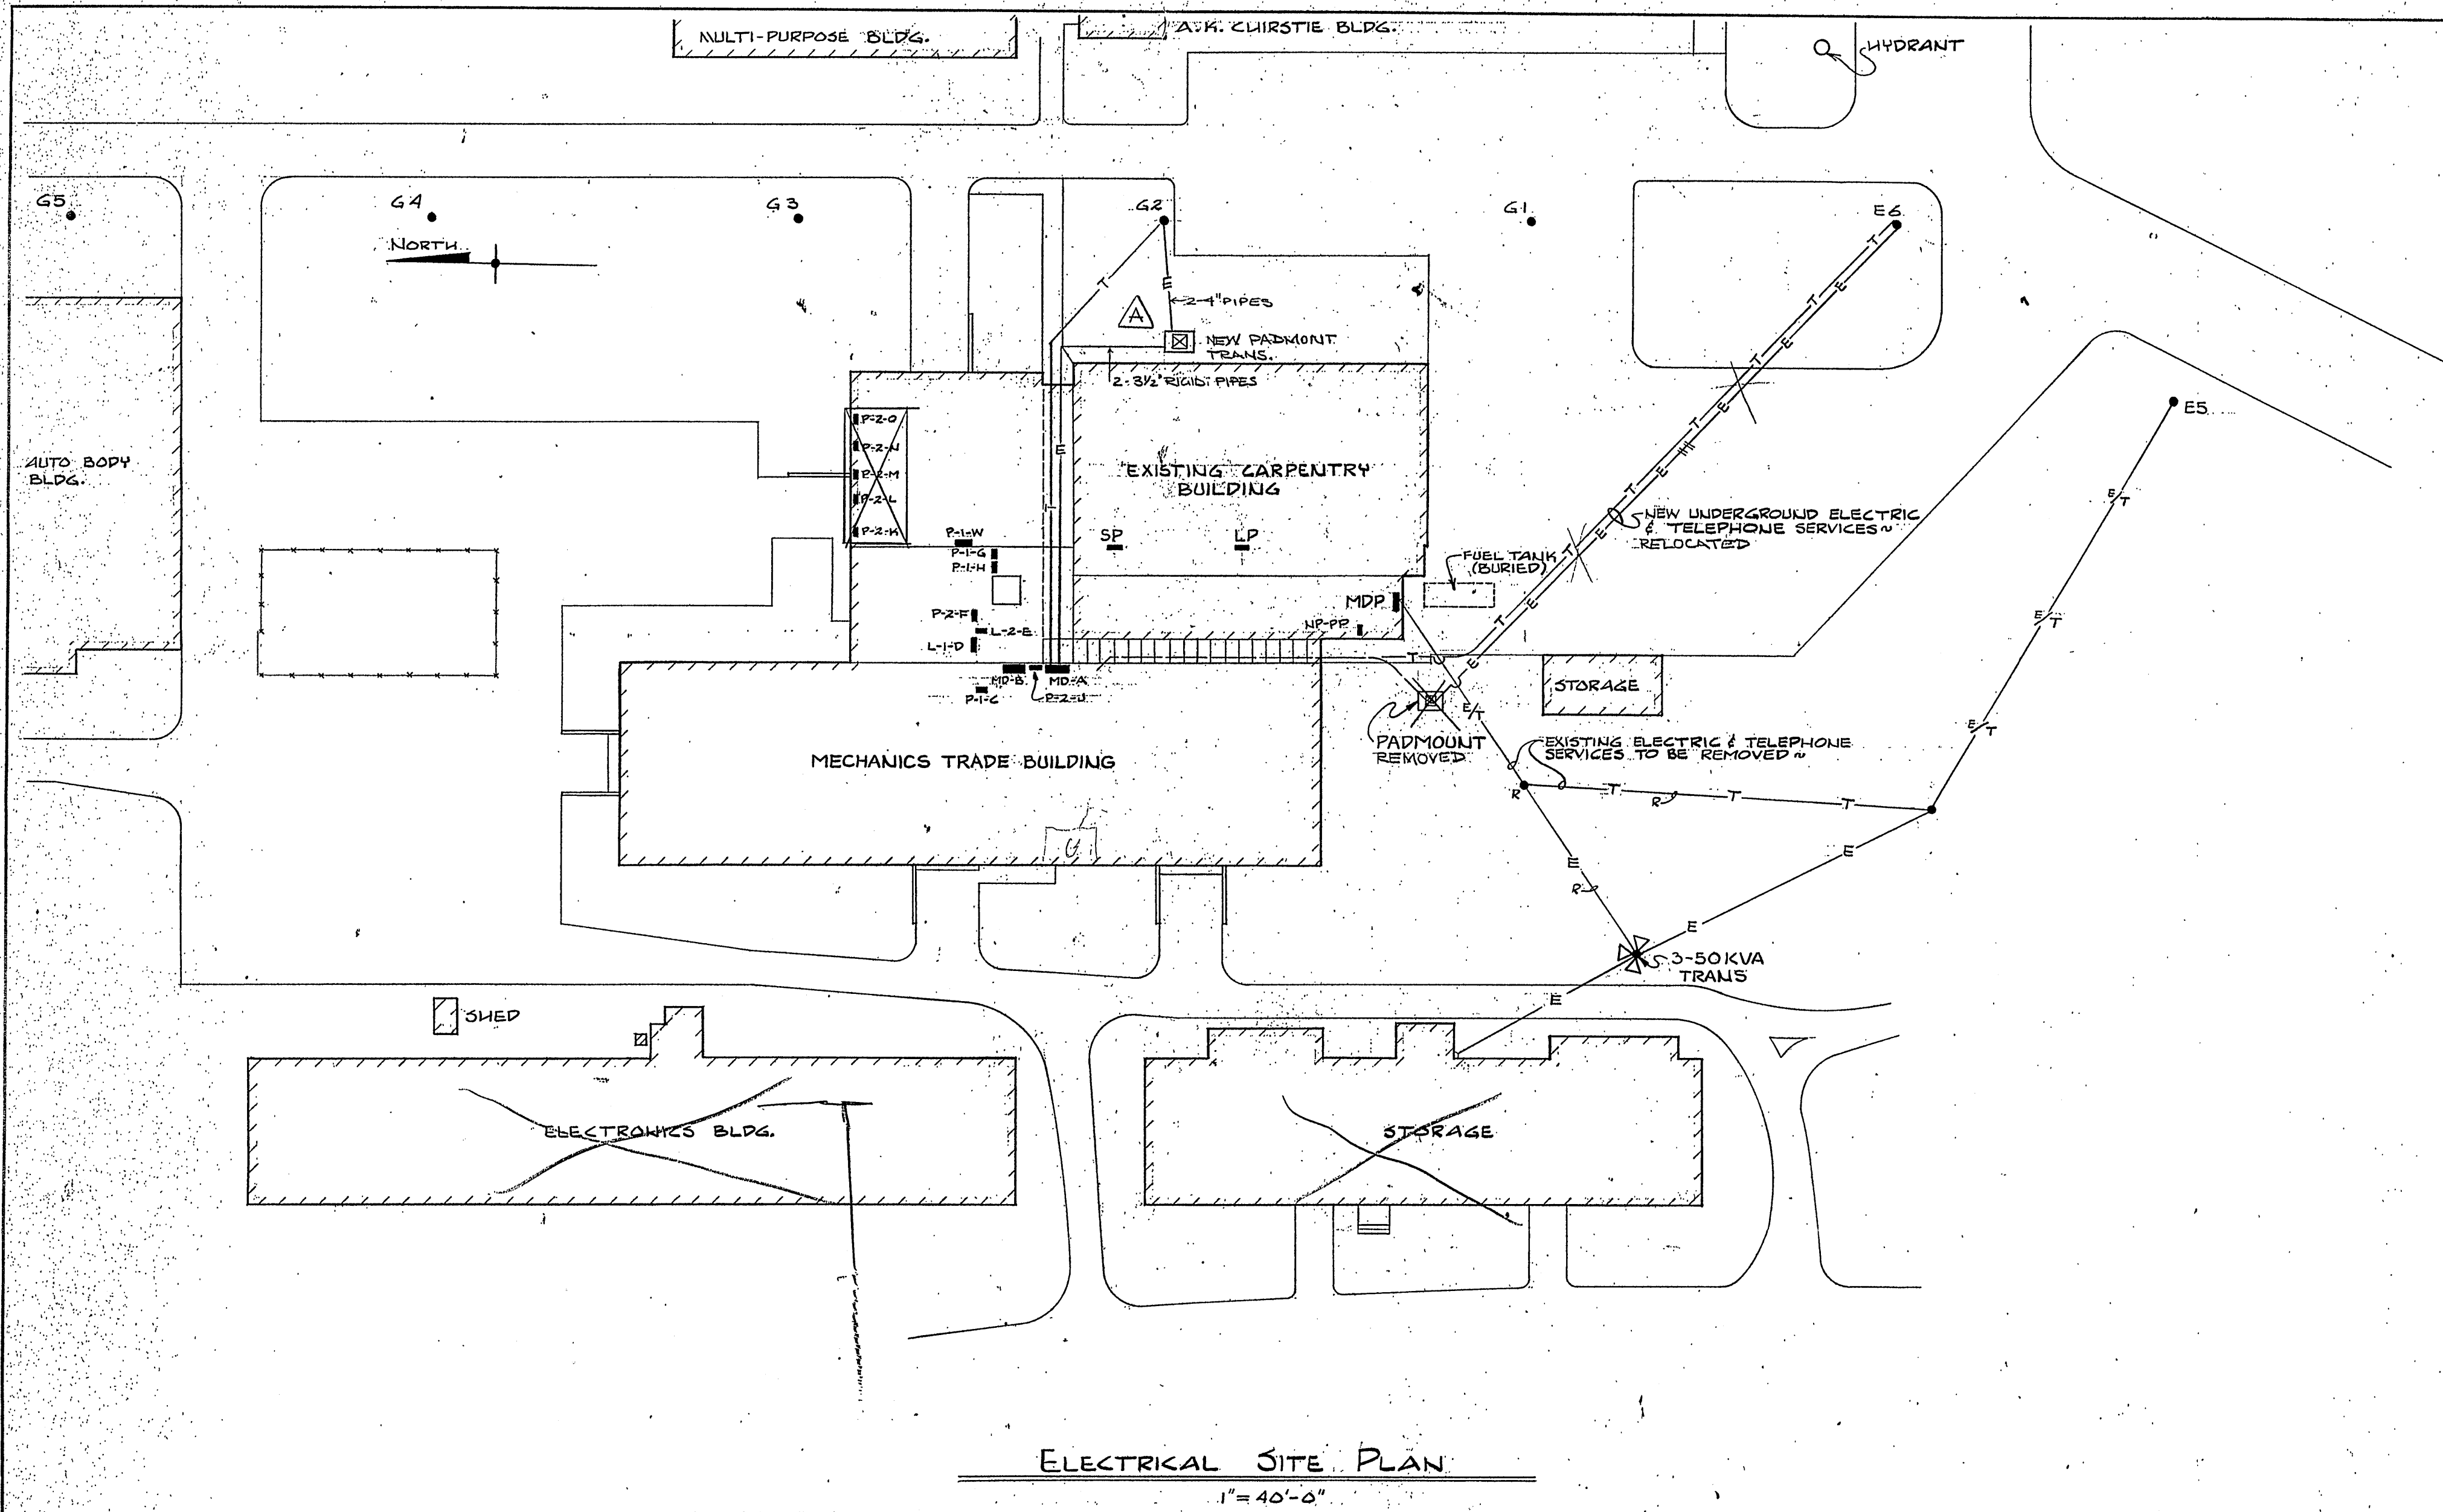 MULTI-PURPOSE BLDG.
A.K. CHIRSTIE BLDG.
HYDRANT
G5
G4
G3
G2
G1
E6
NORTH
T
E
2-4" PIPES
A
NEW PADMONT
TRANS.
2-3½" RIGID PIPES
T
E
T
E
T
E
T
E
T
E
T
E
T
E
T
E
E5
AUTO BODY
BLDG.
P-2-O
P-2-N
P-2-M
P-2-L
P-2-K
E
T
EXISTING CARPENTRY
BUILDING
P-1-W
P-1-G
P-1-H
SP
LP
NEW UNDERGROUND ELECTRIC
& TELEPHONE SERVICES~
RELOCATED
FUEL TANK
(BURIED)
E/T
E/T
E/T
MDP
NP-PP
P-2-F
L-2-E
L-1-D
MD-B
MD-A
P-1-C
P-2-J
T
E
STORAGE
E/T
PADMOUNT
REMOVED
EXISTING ELECTRIC & TELEPHONE
SERVICES TO BE REMOVED~
MECHANICS TRADE BUILDING
R
T
R
T
T
E
R
E
E
3-50 KVA
TRANS
E
SHED
ELECTRONICS BLDG.
STORAGE
ELECTRICAL SITE PLAN
1"=40'-0"